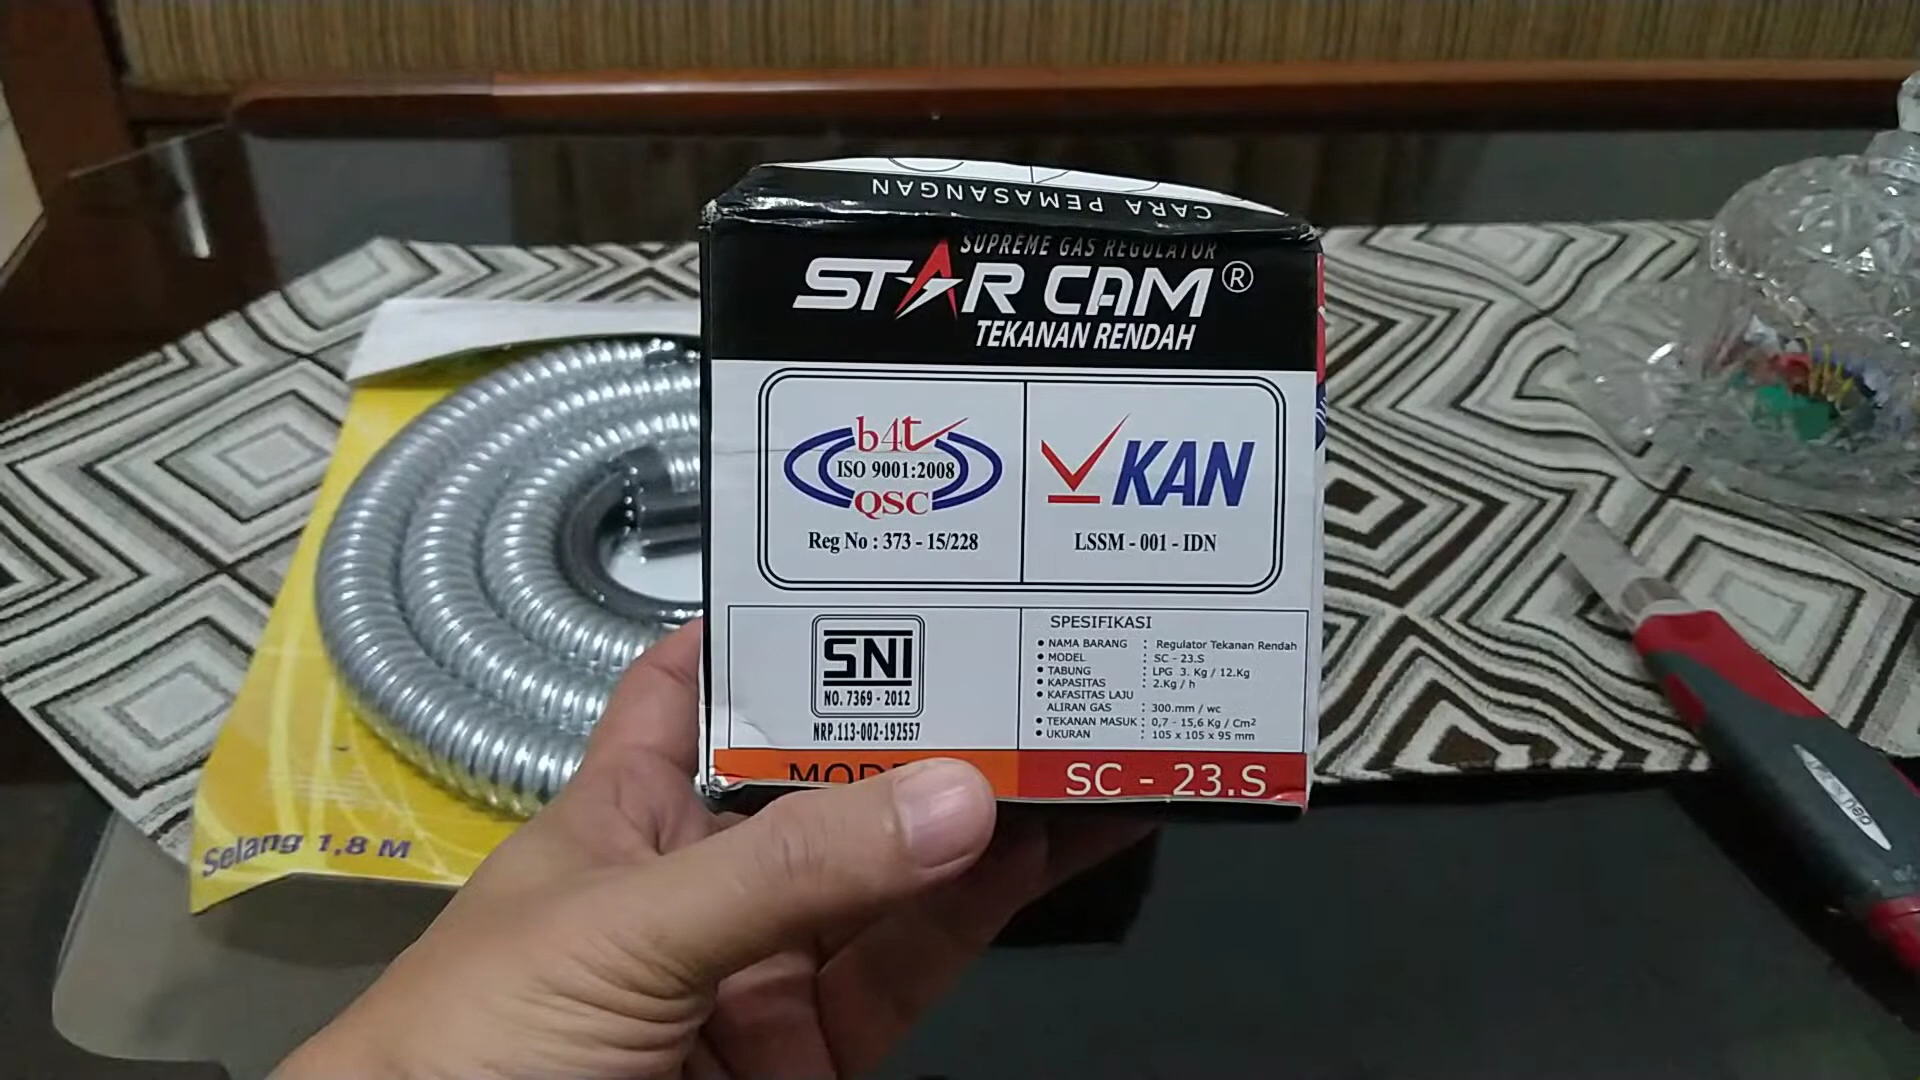 CARA PEMASANGAN
SUPREME GAS REGULATOR
STAR CAM ®
TEKANAN RENDAH
b4t
ISO 9001:2008
QSC
Reg No : 373 - 15/228
KAN
LSSM - 001 - IDN
SNI
NO. 7369 - 2012
NRP.113-002-192557
SPESIFIKASI
• NAMA BARANG : Regulator Tekanan Rendah
• MODEL : SC - 23.S
• TABUNG : LPG 3. Kg / 12.Kg
• KAPASITAS : 2.Kg / h
• KAFASITAS LAJU
ALIRAN GAS : 300.mm / wc
• TEKANAN MASUK : 0,7 - 15,6 Kg / Cm²
• UKURAN : 105 x 105 x 95 mm
SC - 23.S
Selang 1,8 M